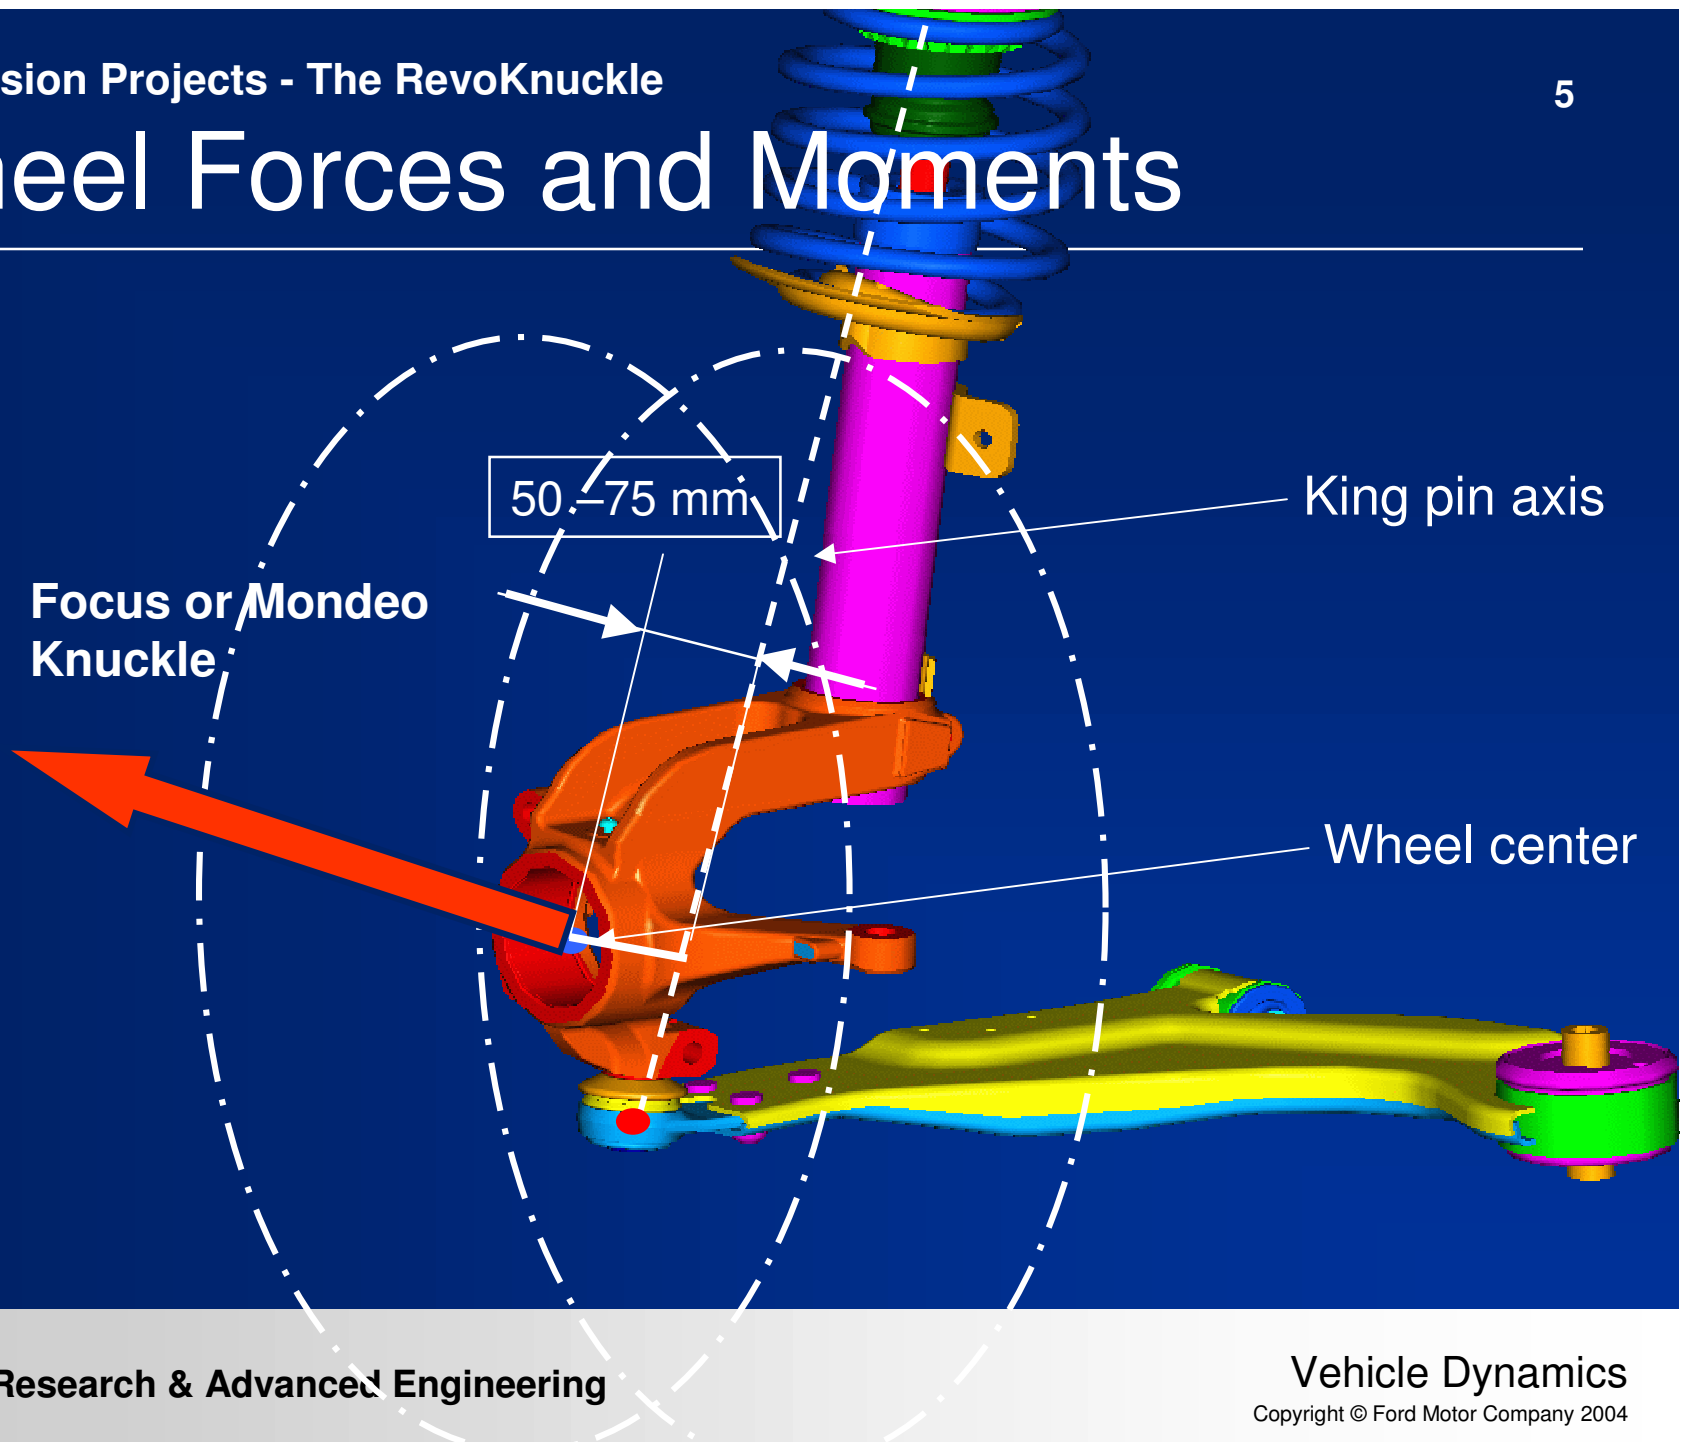 sion Projects - The RevoKnuckle
5
heel Forces and Moments
50 –75 mm
King pin axis
Focus or Mondeo
Knuckle
Wheel center
Research & Advanced Engineering
Vehicle Dynamics
Copyright © Ford Motor Company 2004